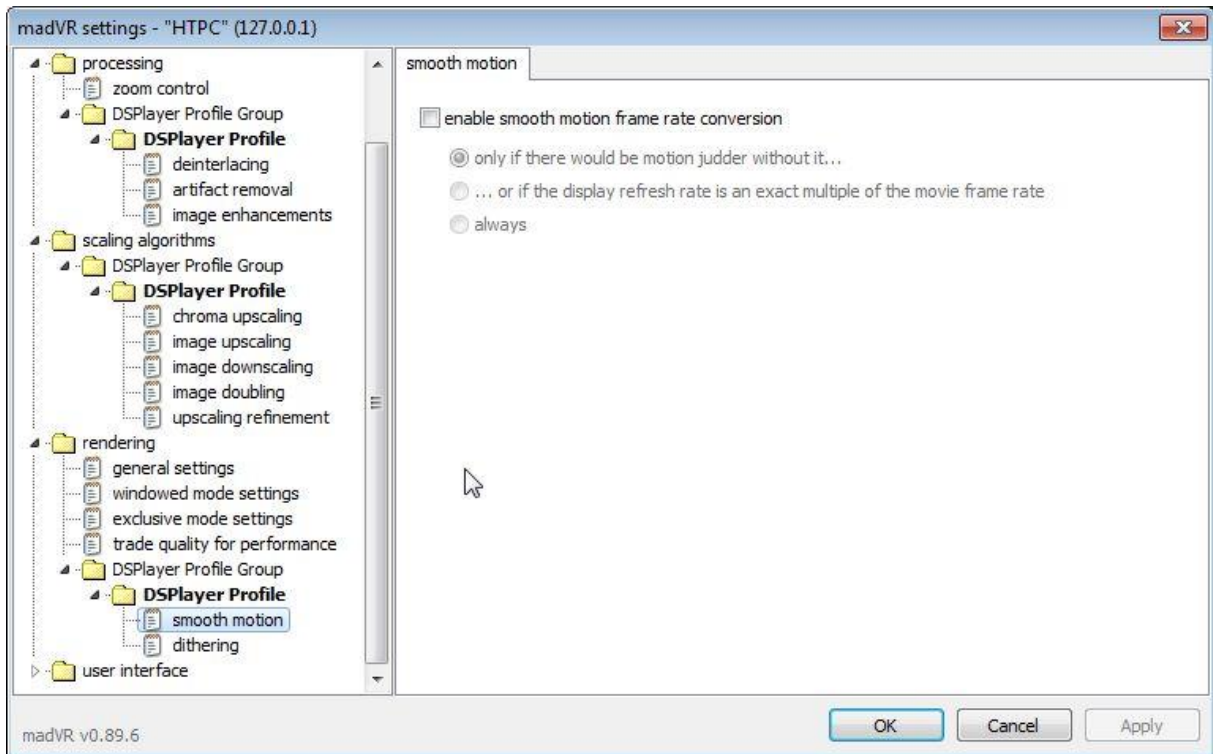 madVR settings - "HTPC" (127.0.0.1)
processing
zoom control
DSPlayer Profile Group
DSPlayer Profile
deinterlacing
artifact removal
image enhancements
scaling algorithms
DSPlayer Profile Group
DSPlayer Profile
chroma upscaling
image upscaling
image downscaling
image doubling
upscaling refinement
rendering
general settings
windowed mode settings
exclusive mode settings
trade quality for performance
DSPlayer Profile Group
DSPlayer Profile
smooth motion
dithering
user interface
smooth motion
enable smooth motion frame rate conversion
only if there would be motion judder without it...
... or if the display refresh rate is an exact multiple of the movie frame rate
always
madVR v0.89.6
OK
Cancel
Apply